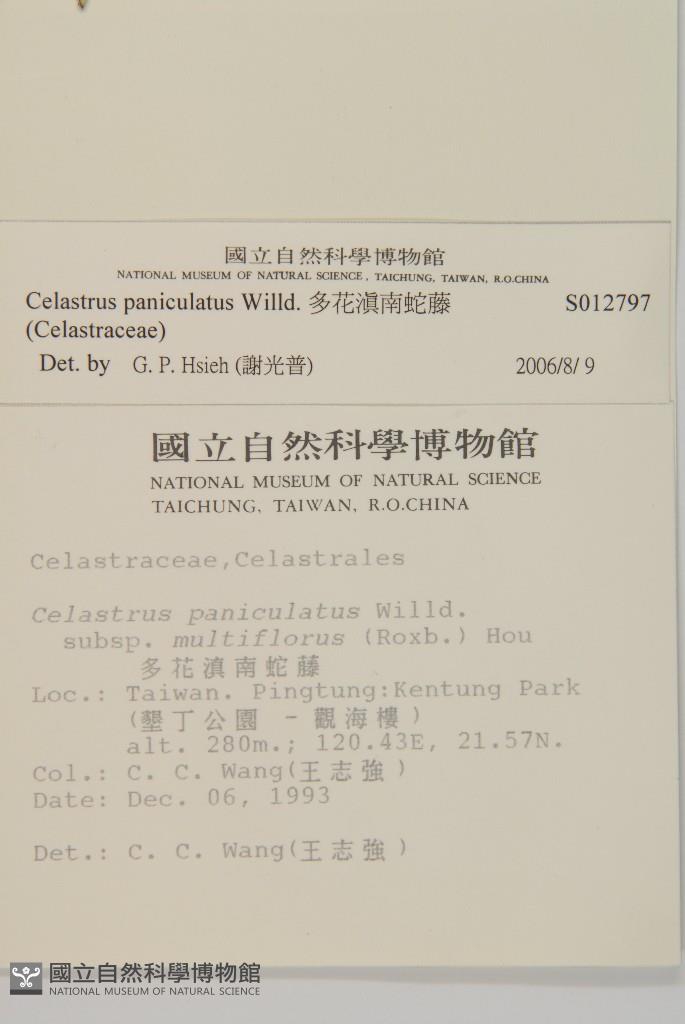 國立自然科學博物館
NATIONAL MUSEUM OF NATURAL SCIENCE, TAICHUNG, TAIWAN, R.O.CHINA
Celastrus paniculatus Willd. 多花滇南蛇藤 S012797
(Celastraceae)
Det. by G. P. Hsieh (謝光普) 2006/8/ 9
國立自然科學博物館
NATIONAL MUSEUM OF NATURAL SCIENCE
TAICHUNG, TAIWAN, R.O.CHINA
Celastraceae,Celastrales
Celastrus paniculatus Willd.
subsp. multiflorus (Roxb.) Hou
多花滇南蛇藤
Loc.: Taiwan. Pingtung:Kentung Park
(墾丁公園 - 觀海樓)
alt. 280m.; 120.43E, 21.57N.
Col.: C. C. Wang(王志強)
Date: Dec. 06, 1993
Det.: C. C. Wang(王志強)
國立自然科學博物館
NATIONAL MUSEUM OF NATURAL SCIENCE